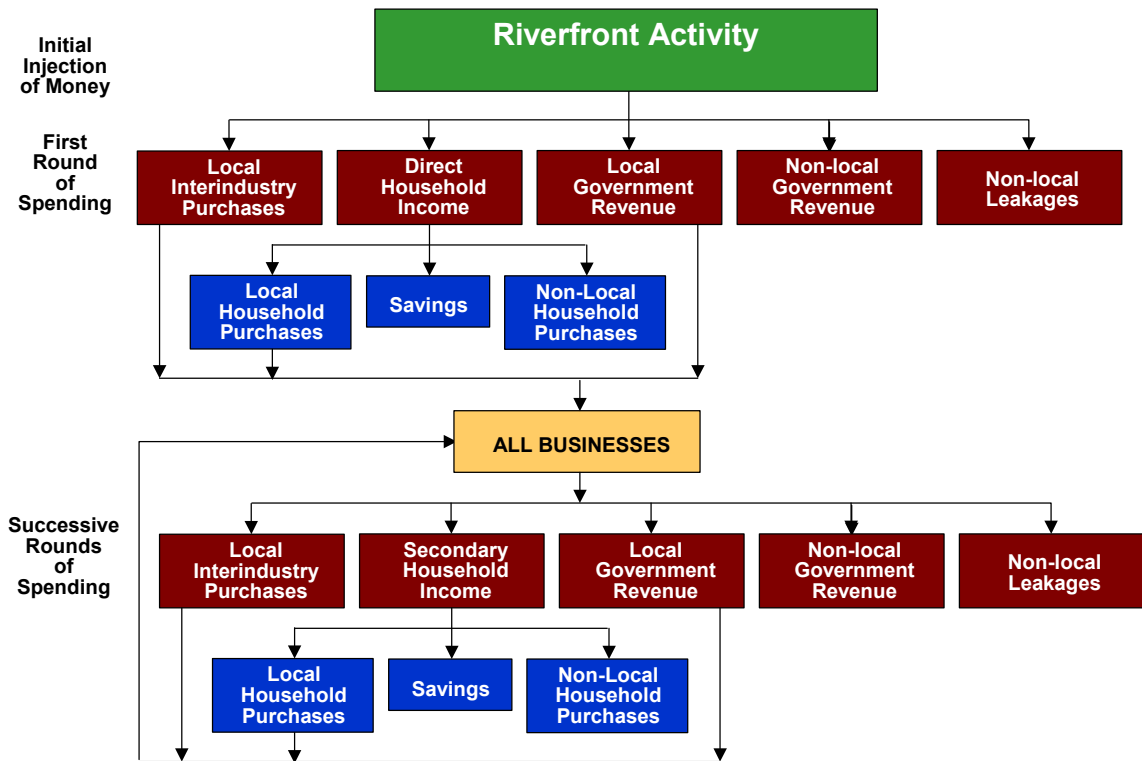 Riverfront Activity
Initial
Injection
of Money
First
Round
of
Spending
Local
Interindustry
Purchases
Direct
Household
Income
Local
Government
Revenue
Non-local
Government
Revenue
Non-local
Leakages
Local
Household
Purchases
Savings
Non-Local
Household
Purchases
ALL BUSINESSES
Successive
Rounds
of
Spending
Local
Interindustry
Purchases
Secondary
Household
Income
Local
Government
Revenue
Non-local
Government
Revenue
Non-local
Leakages
Local
Household
Purchases
Savings
Non-Local
Household
Purchases